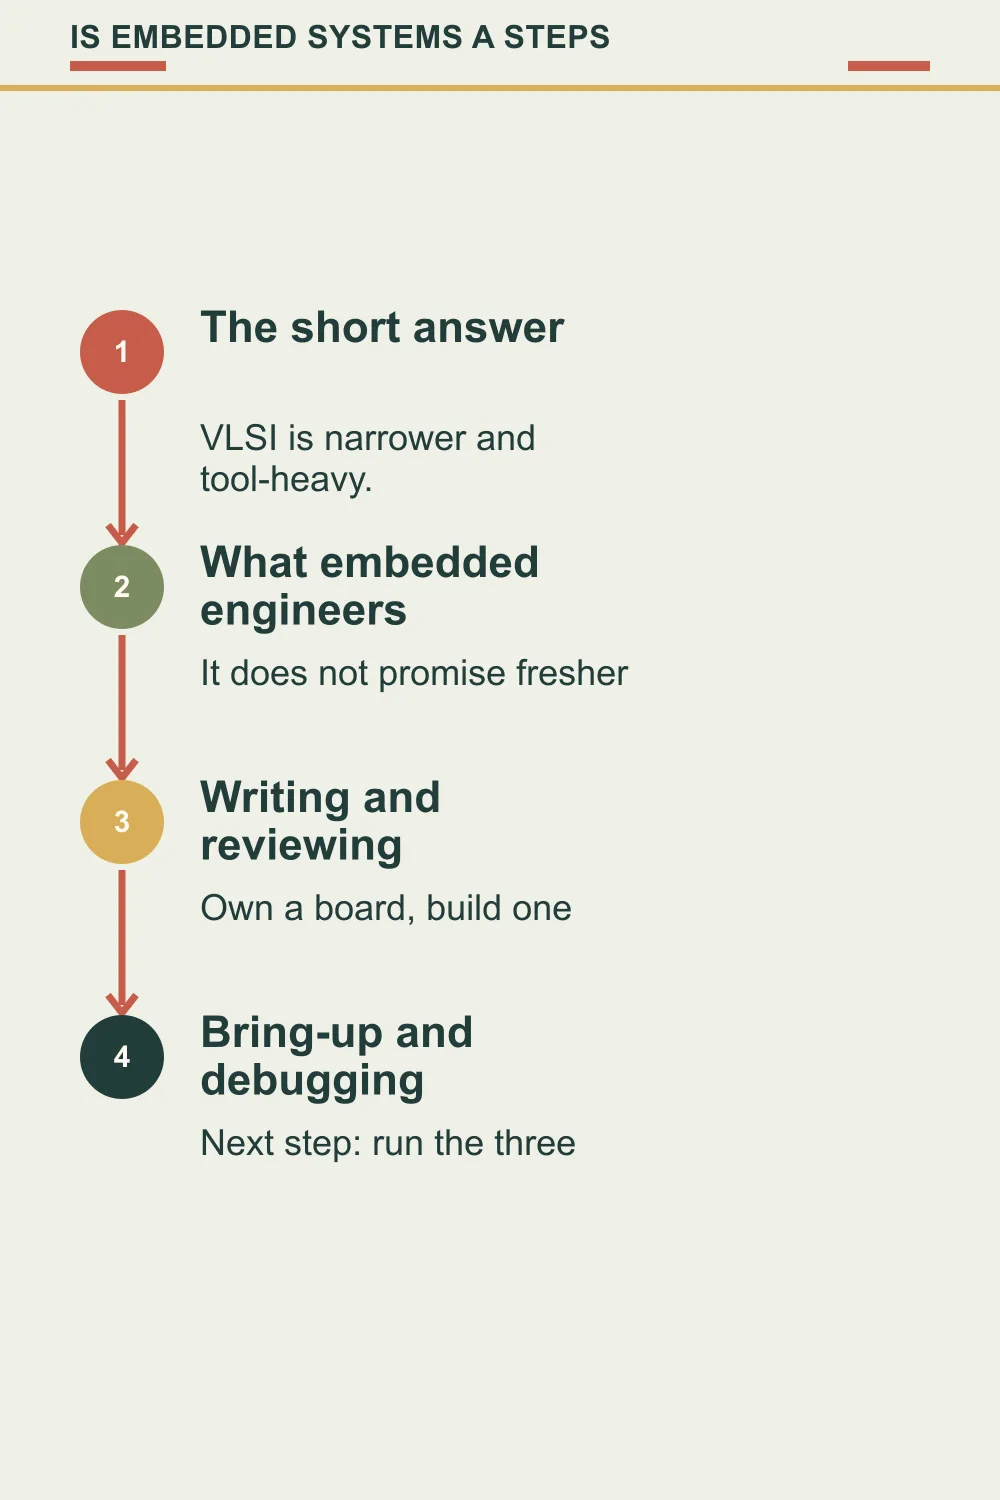 IS EMBEDDED SYSTEMS A STEPS
1
The short answer
VLSI is narrower and
tool-heavy.
2
What embedded
engineers
It does not promise fresher
3
Writing and
reviewing
Own a board, build one
4
Bring-up and
debugging
Next step: run the three